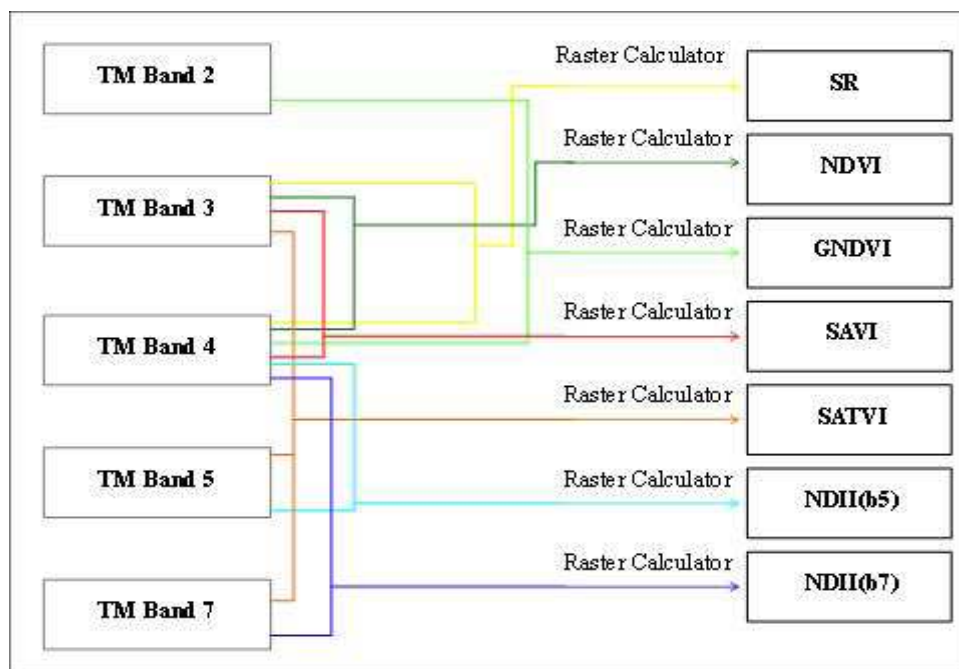 TM Band 2
TM Band 3
TM Band 4
TM Band 5
TM Band 7
Raster Calculator
SR
Raster Calculator
NDVI
Raster Calculator
GNDVI
Raster Calculator
SAVI
Raster Calculator
SATVI
Raster Calculator
NDII(b5)
Raster Calculator
NDII(b7)